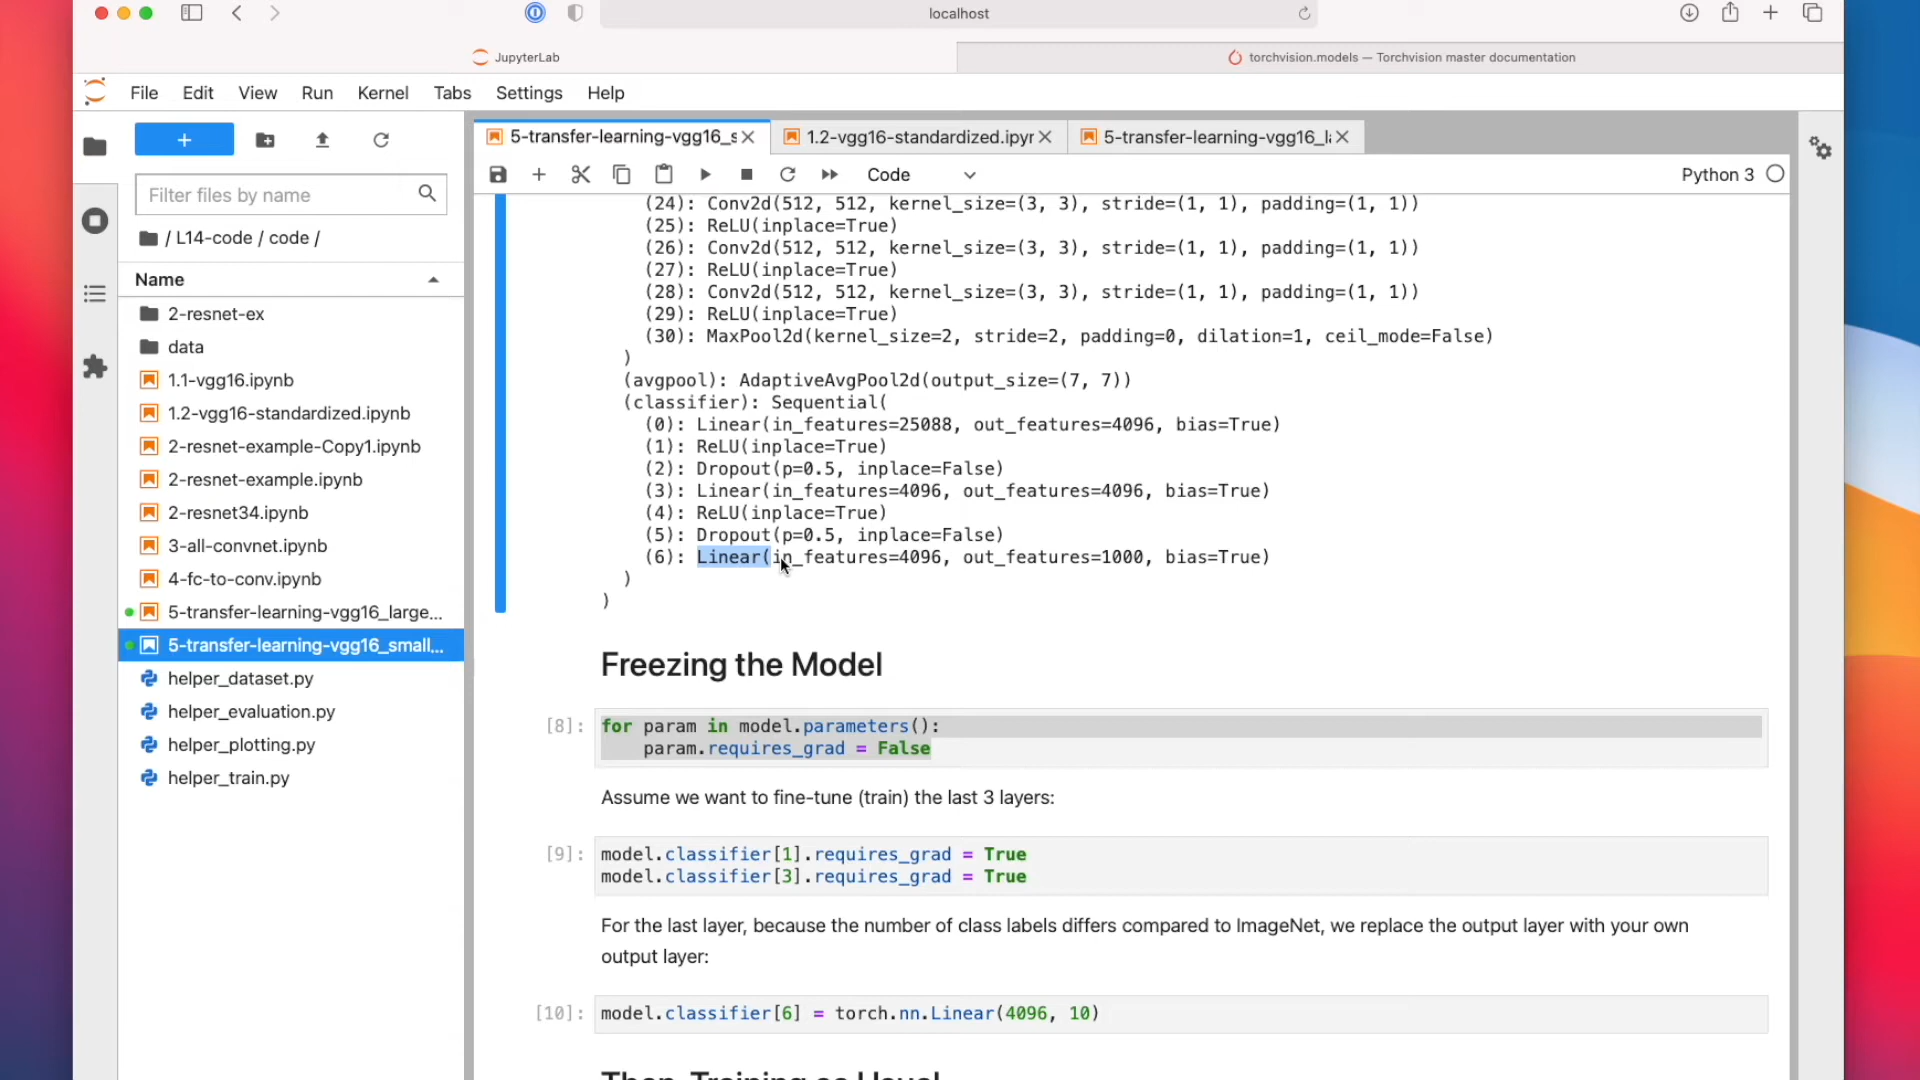 localhost
JupyterLab
torchvision.models — Torchvision master documentation
File Edit View Run Kernel Tabs Settings Help
5-transfer-learning-vgg16_s
1.2-vgg16-standardized.ipyr
5-transfer-learning-vgg16_l
Filter files by name
Code
Python 3
/ L14-code / code /
Name
2-resnet-ex
data
1.1-vgg16.ipynb
1.2-vgg16-standardized.ipynb
2-resnet-example-Copy1.ipynb
2-resnet-example.ipynb
2-resnet34.ipynb
3-all-convnet.ipynb
4-fc-to-conv.ipynb
5-transfer-learning-vgg16_large...
5-transfer-learning-vgg16_small...
helper_dataset.py
helper_evaluation.py
helper_plotting.py
helper_train.py
(24): Conv2d(512, 512, kernel_size=(3, 3), stride=(1, 1), padding=(1, 1))
(25): ReLU(inplace=True)
(26): Conv2d(512, 512, kernel_size=(3, 3), stride=(1, 1), padding=(1, 1))
(27): ReLU(inplace=True)
(28): Conv2d(512, 512, kernel_size=(3, 3), stride=(1, 1), padding=(1, 1))
(29): ReLU(inplace=True)
(30): MaxPool2d(kernel_size=2, stride=2, padding=0, dilation=1, ceil_mode=False)
)
(avgpool): AdaptiveAvgPool2d(output_size=(7, 7))
(classifier): Sequential(
(0): Linear(in_features=25088, out_features=4096, bias=True)
(1): ReLU(inplace=True)
(2): Dropout(p=0.5, inplace=False)
(3): Linear(in_features=4096, out_features=4096, bias=True)
(4): ReLU(inplace=True)
(5): Dropout(p=0.5, inplace=False)
(6): Linear(in_features=4096, out_features=1000, bias=True)
)
)
Freezing the Model
[8]: for param in model.parameters():
param.requires_grad = False
Assume we want to fine-tune (train) the last 3 layers:
[9]: model.classifier[1].requires_grad = True
model.classifier[3].requires_grad = True
For the last layer, because the number of class labels differs compared to ImageNet, we replace the output layer with your own
output layer:
[10]: model.classifier[6] = torch.nn.Linear(4096, 10)
Then, Training as Usual